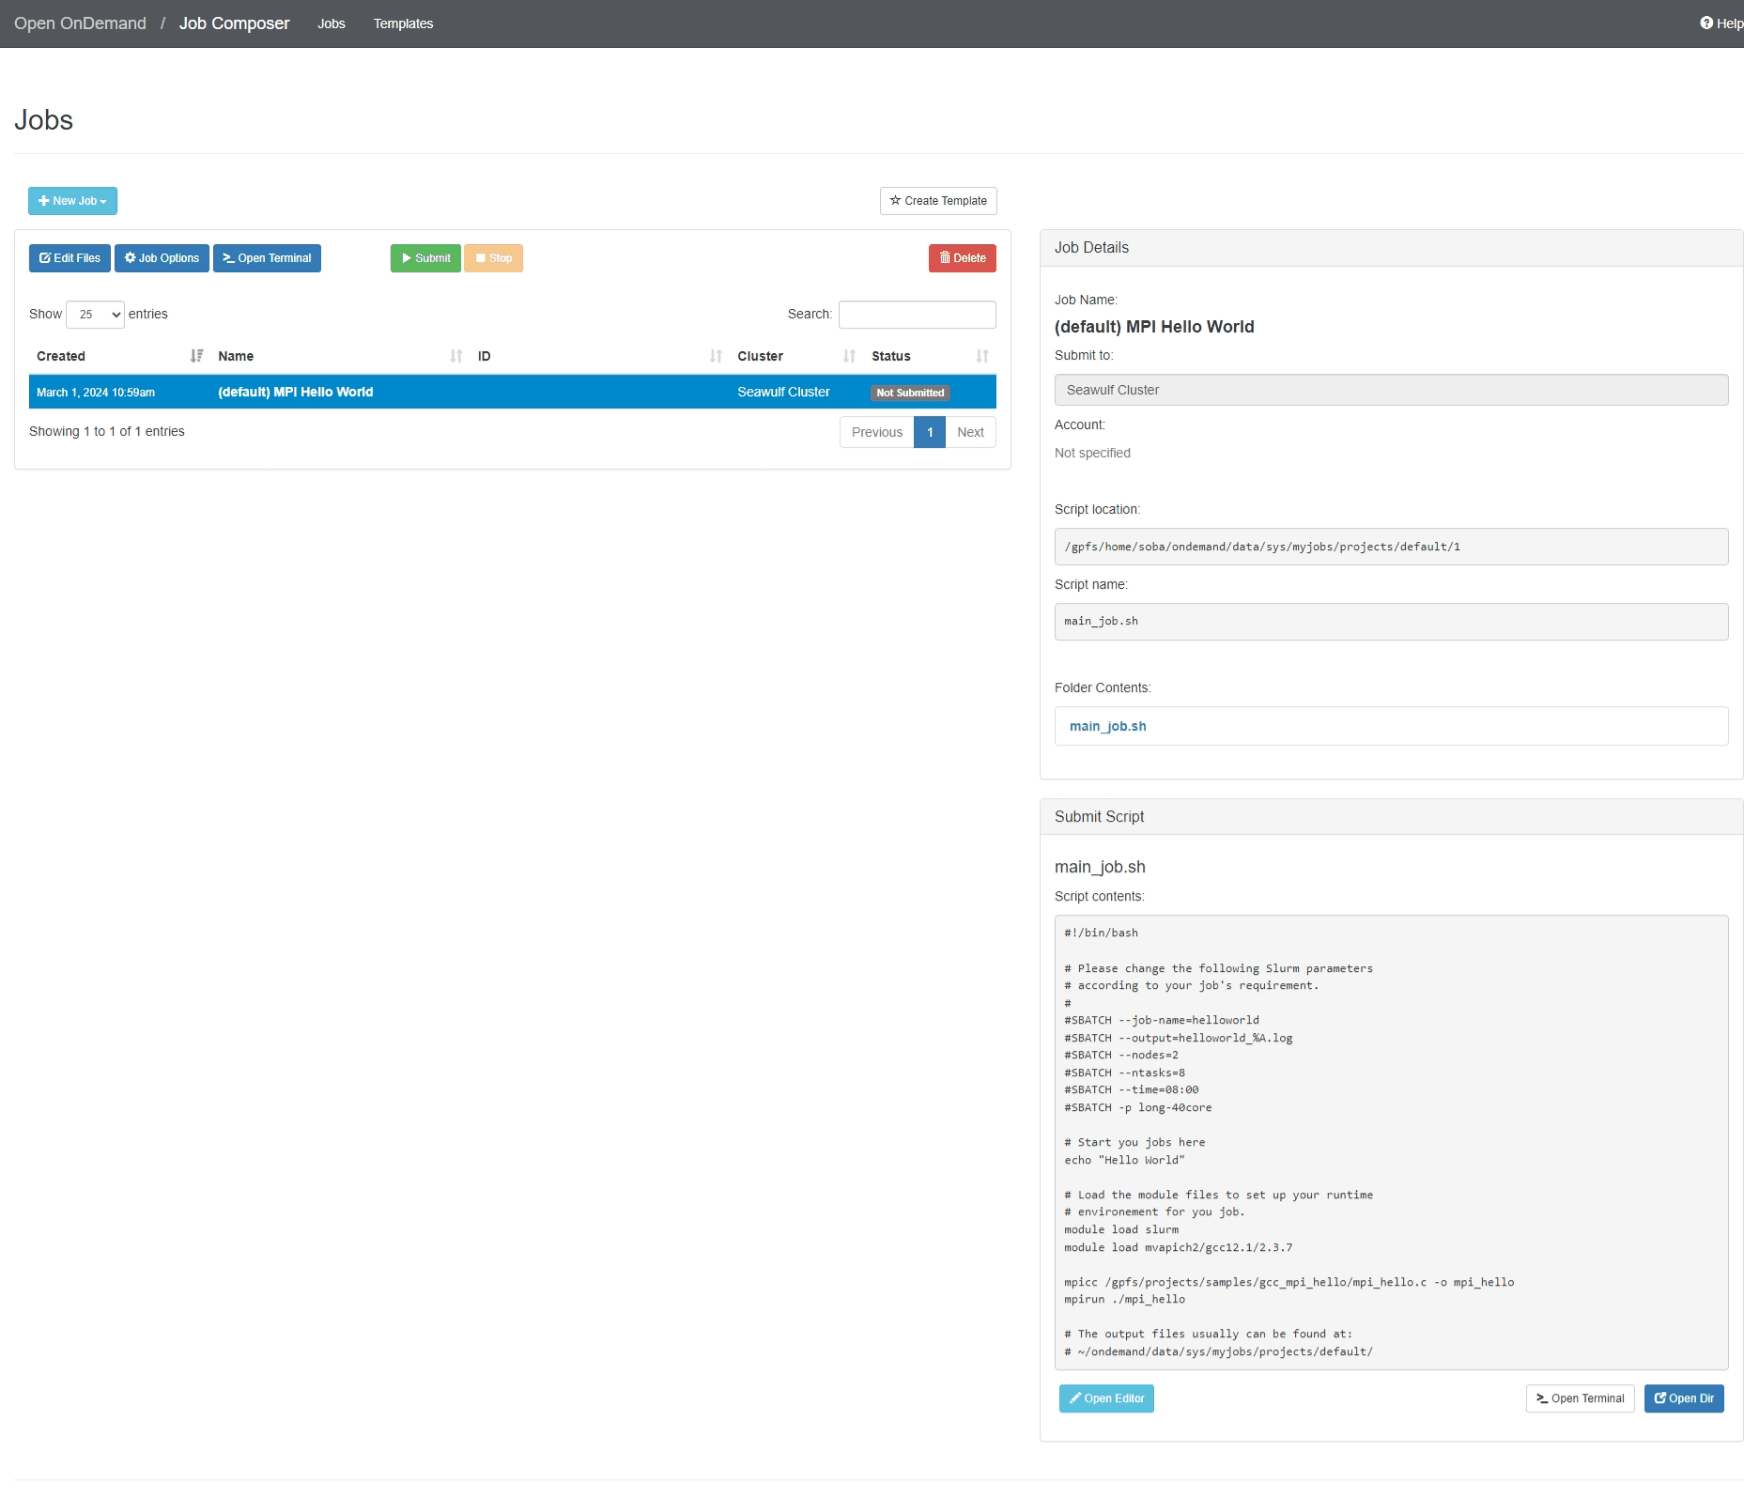 Open OnDemand / Job Composer Jobs Templates Help
Jobs
New Job
Create Template
Edit Files Job Options Open Terminal Submit Stop Delete
Show 25 entries Search:
Created Name ID Cluster Status
March 1, 2024 10:59am (default) MPI Hello World Seawulf Cluster Not Submitted
Showing 1 to 1 of 1 entries Previous 1 Next
Job Details
Job Name:
(default) MPI Hello World
Submit to:
Seawulf Cluster
Account:
Not specified
Script location:
/gpfs/home/soba/ondemand/data/sys/myjobs/projects/default/1
Script name:
main_job.sh
Folder Contents:
main_job.sh
Submit Script
main_job.sh
Script contents:
#!/bin/bash
# Please change the following Slurm parameters
# according to your job's requirement.
#
#SBATCH --job-name=helloworld
#SBATCH --output=helloworld_%A.log
#SBATCH --nodes=2
#SBATCH --ntasks=8
#SBATCH --time=08:00
#SBATCH -p long-40core
# Start you jobs here
echo "Hello World"
# Load the module files to set up your runtime
# environement for you job.
module load slurm
module load mvapich2/gcc12.1/2.3.7
mpicc /gpfs/projects/samples/gcc_mpi_hello/mpi_hello.c -o mpi_hello
mpirun ./mpi_hello
# The output files usually can be found at:
# ~/ondemand/data/sys/myjobs/projects/default/
Open Editor Open Terminal Open Dir